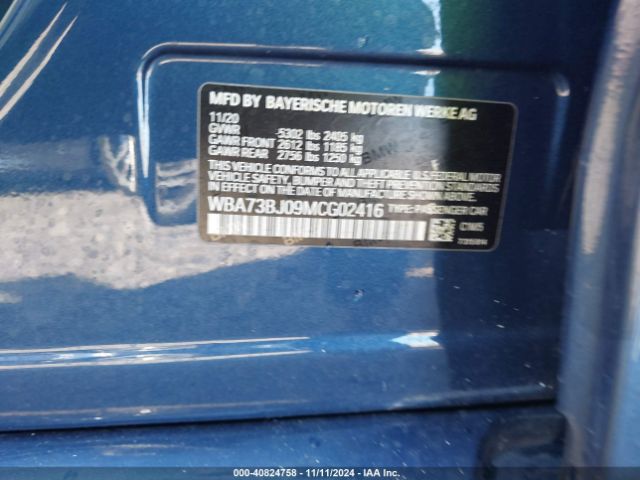 MFD BY BAYERISCHE MOTOREN WERKE AG
11/20
GVWR 5302 lbs 2405 kg
GAWR FRONT 2612 lbs 1185 kg
GAWR REAR 2756 lbs 1250 kg
THIS VEHICLE CONFORMS TO ALL APPLICABLE U.S.FEDERAL MOTOR
VEHICLE SAFETY, BUMPER AND THEFT PREVENTION STANDARDS
IN EFFECT ON THE DATE OF MANUFACTURE SHOWN ABOVE.
WBA73BJ09MCG02416 TYPE: PASSENGER CAR
000-40824758 - 11/11/2024 - IAA Inc.